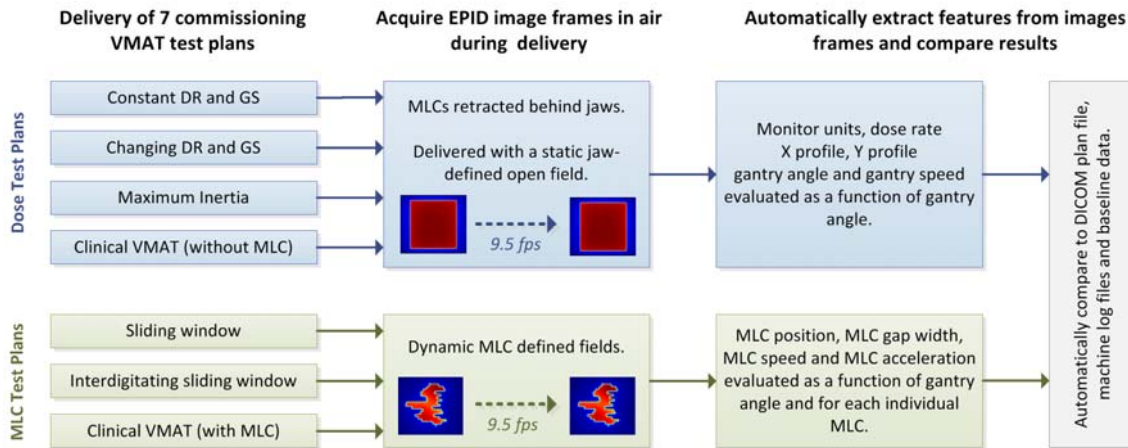 Delivery of 7 commissioning
VMAT test plans
Acquire EPID image frames in air
during delivery
Automatically extract features from images
frames and compare results
Dose Test Plans
Constant DR and GS
Changing DR and GS
Maximum Inertia
Clinical VMAT (without MLC)
MLCs retracted behind jaws.
Delivered with a static jaw-
defined open field.
9.5 fps
Monitor units, dose rate
X profile, Y profile
gantry angle and gantry speed
evaluated as a function of gantry
angle.
MLC Test Plans
Sliding window
Interdigitating sliding window
Clinical VMAT (with MLC)
Dynamic MLC defined fields.
9.5 fps
MLC position, MLC gap width,
MLC speed and MLC acceleration
evaluated as a function of gantry
angle and for each individual
MLC.
Automatically compare to DICOM plan file,
machine log files and baseline data.